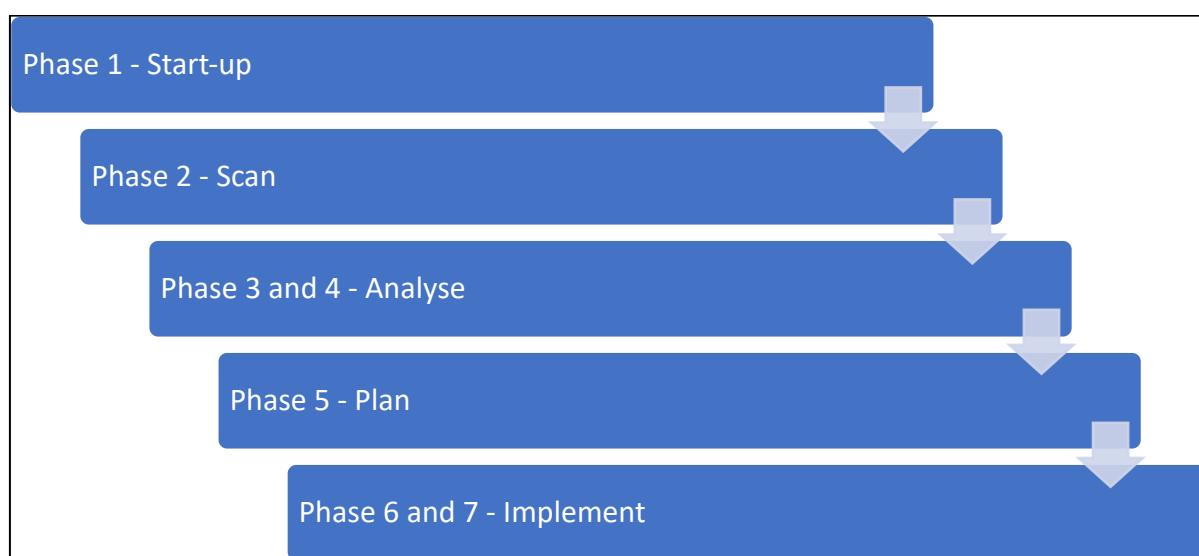 Phase 1 - Start-up
Phase 2 - Scan
Phase 3 and 4 - Analyse
Phase 5 - Plan
Phase 6 and 7 - Implement